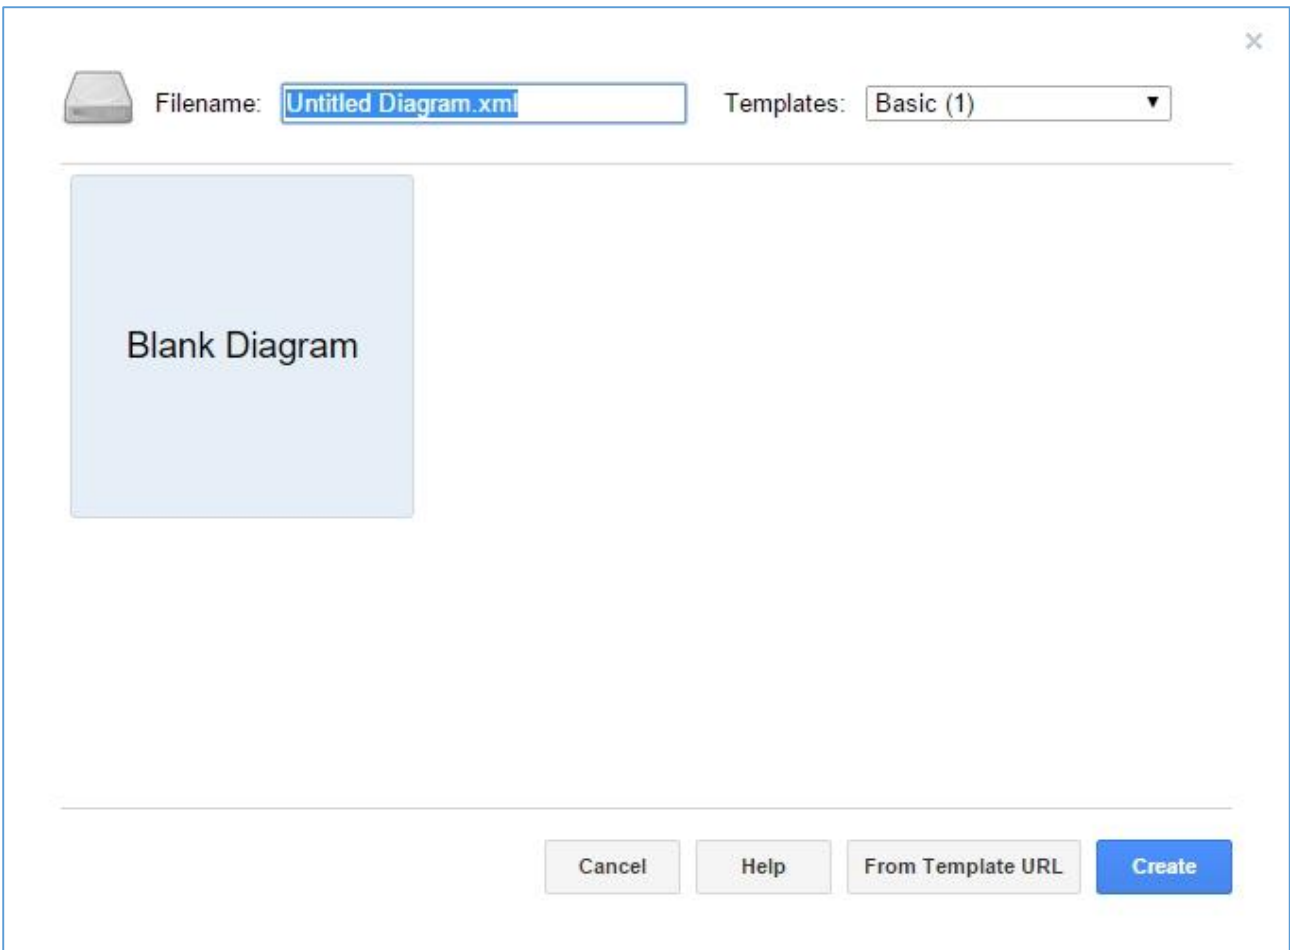 Filename: Untitled Diagram.xml Templates: Basic (1)
Blank Diagram
Cancel Help From Template URL Create